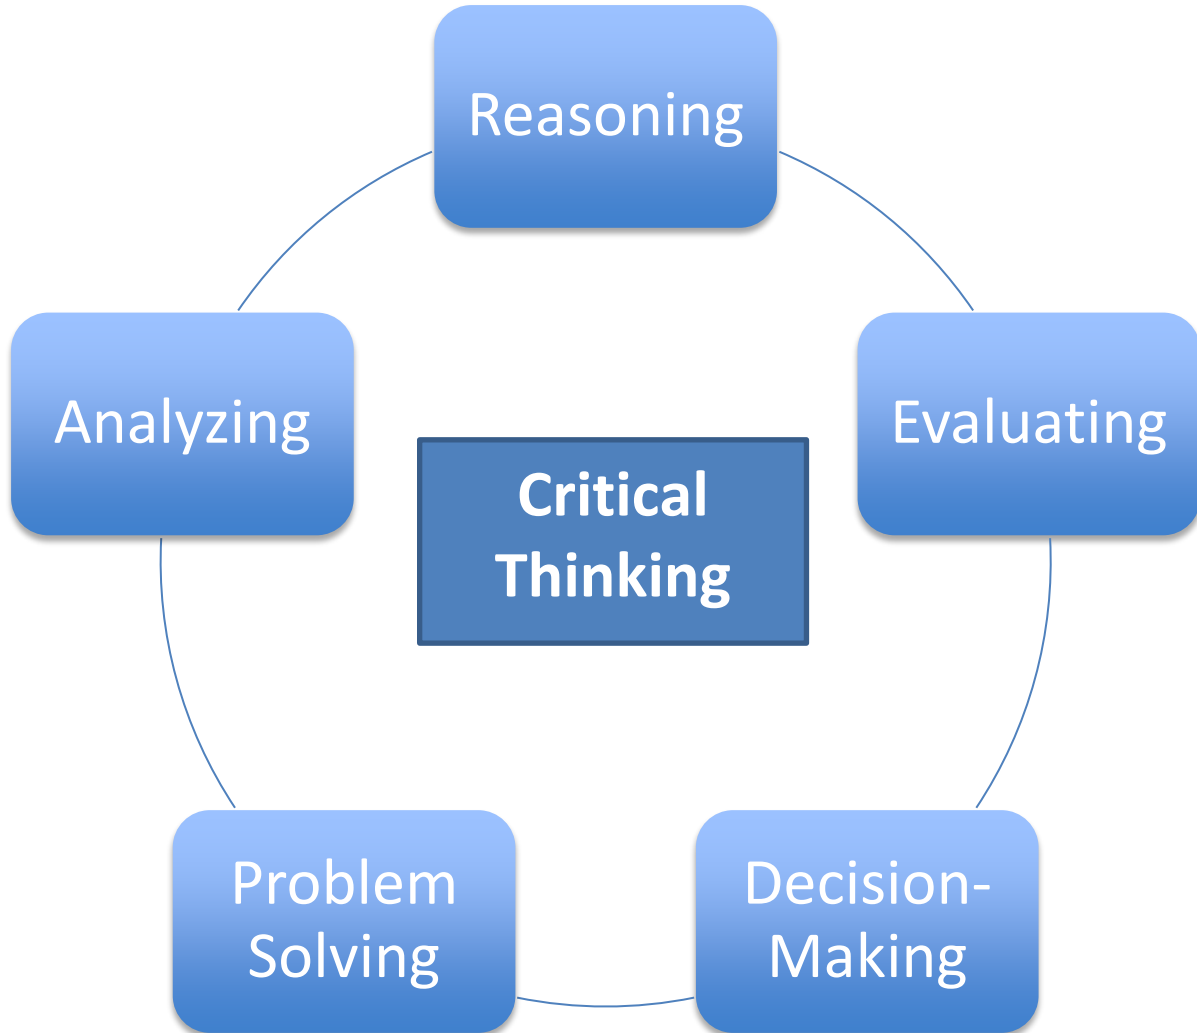 Reasoning
Analyzing
Evaluating
Critical
Thinking
Problem
Solving
Decision-
Making